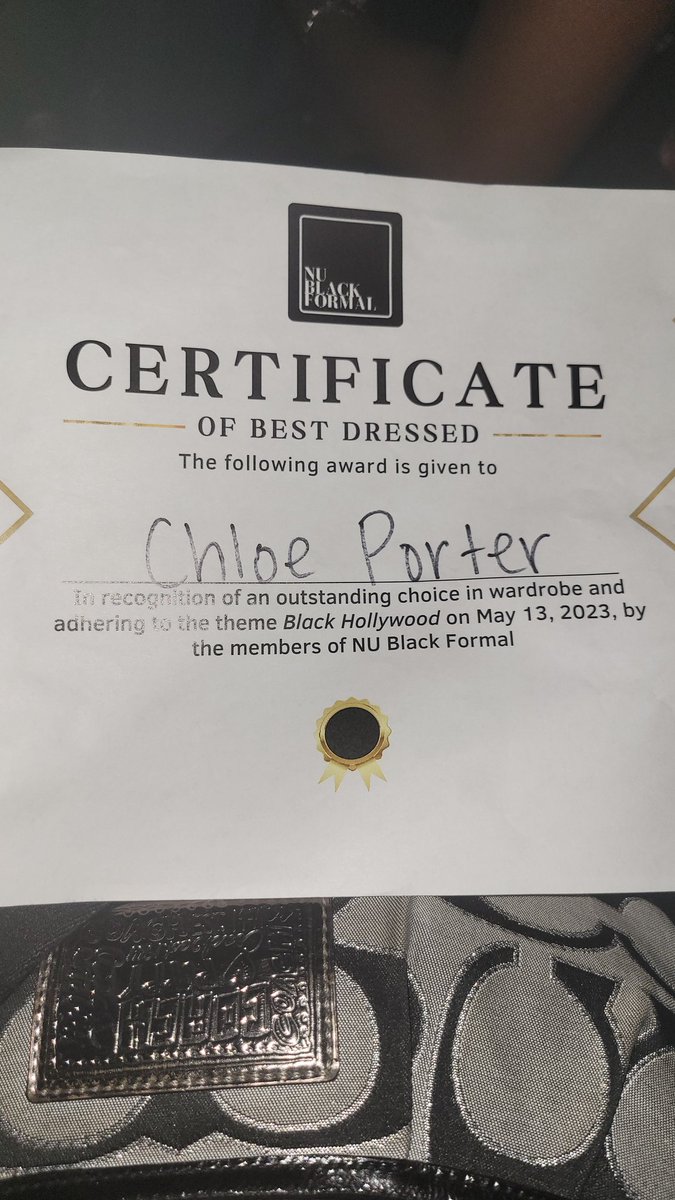 NU
BLACK
FORMAL
CERTIFICATE
OF BEST DRESSED
The following award is given to
Chloe Porter
In recognition of an outstanding choice in wardrobe and
adhering to the theme Black Hollywood on May 13, 2023, by
the members of NU Black Formal
COACH